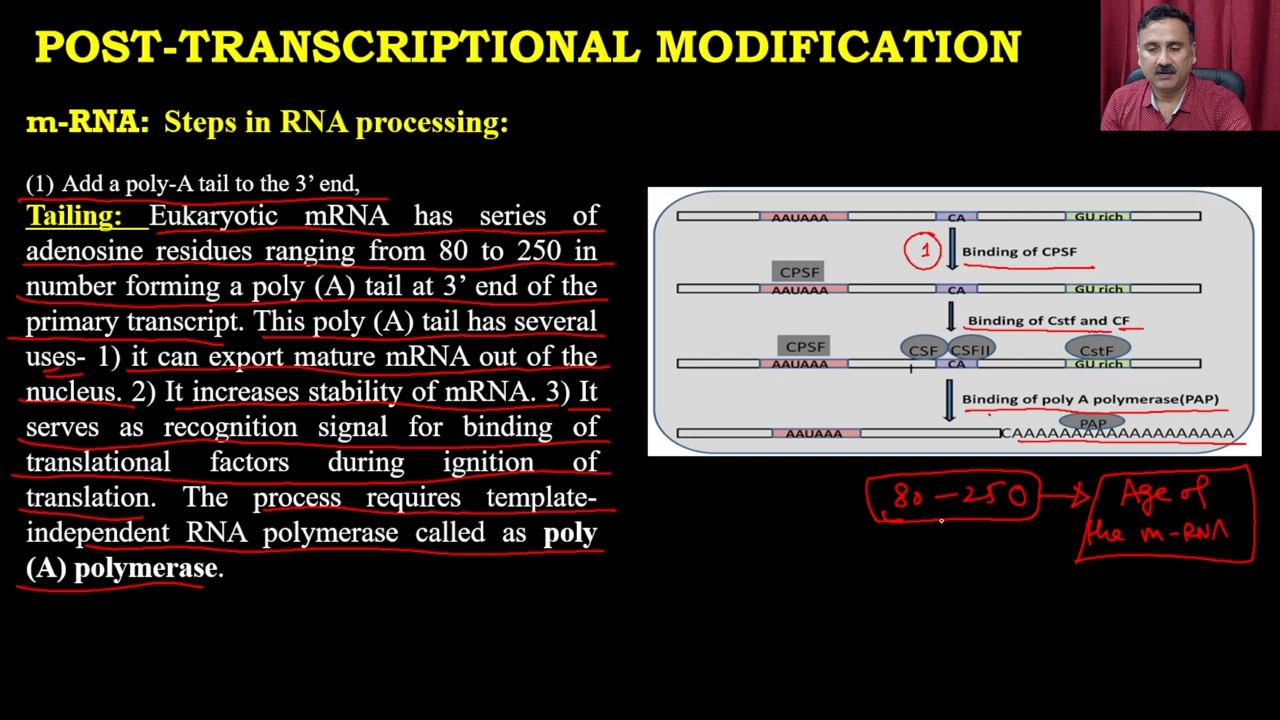 POST-TRANSCRIPTIONAL MODIFICATION
m-RNA: Steps in RNA processing:
(1) Add a poly-A tail to the 3’ end,
Tailing: Eukaryotic mRNA has series of
adenosine residues ranging from 80 to 250 in
number forming a poly (A) tail at 3’ end of the
primary transcript. This poly (A) tail has several
uses- 1) it can export mature mRNA out of the
nucleus. 2) It increases stability of mRNA. 3) It
serves as recognition signal for binding of
translational factors during ignition of
translation. The process requires template-
independent RNA polymerase called as poly
(A) polymerase.
AAUAAA CA GU rich
1 Binding of CPSF
CPSF
AAUAAA CA GU rich
Binding of Cstf and CF
CPSF CSF CSFII CstF
AAUAAA CA GU rich
Binding of poly A polymerase(PAP)
PAP
AAUAAA CAAAAAAAAAAAAAAAAAAA
80-250 → Age of
the m-RNA